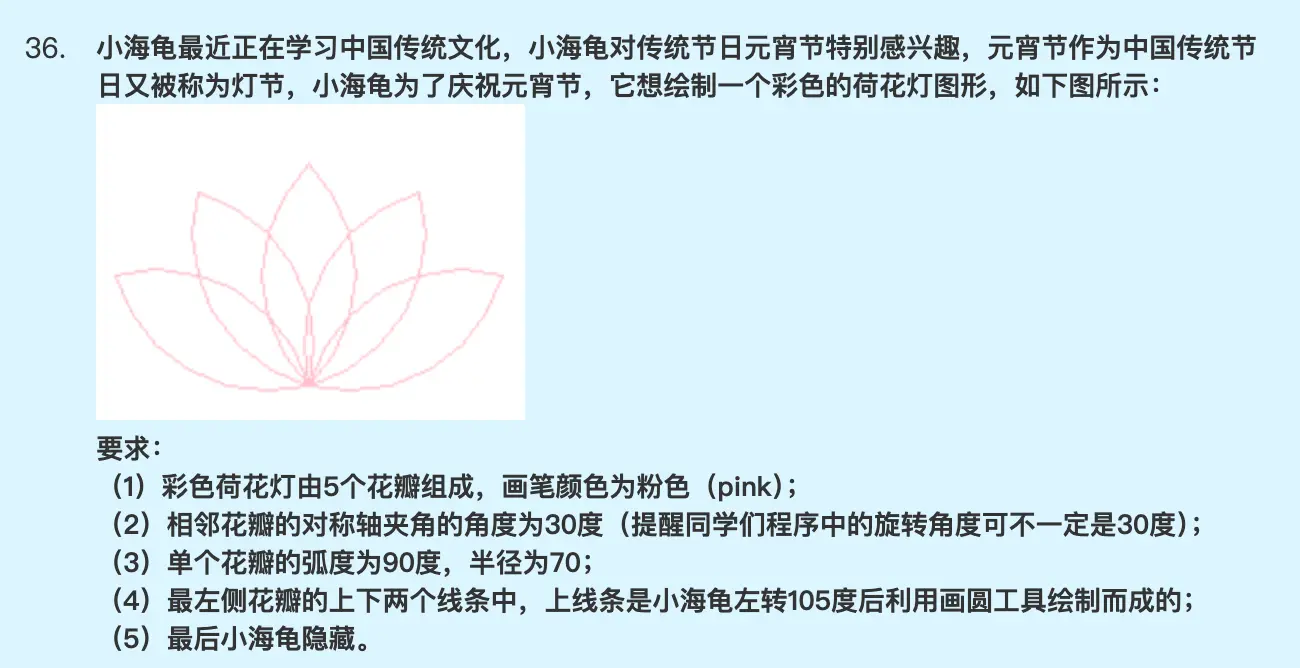 36. 小海龟最近正在学习中国传统文化，小海龟对传统节日元宵节特别感兴趣，元宵节作为中国传统节
日又被称为灯节，小海龟为了庆祝元宵节，它想绘制一个彩色的荷花灯图形，如下图所示：
要求：
（1）彩色荷花灯由5个花瓣组成，画笔颜色为粉色（pink）；
（2）相邻花瓣的对称轴夹角的角度为30度（提醒同学们程序中的旋转角度可不一定是30度）；
（3）单个花瓣的弧度为90度，半径为70；
（4）最左侧花瓣的上下两个线条中，上线条是小海龟左转105度后利用画圆工具绘制而成的；
（5）最后小海龟隐藏。